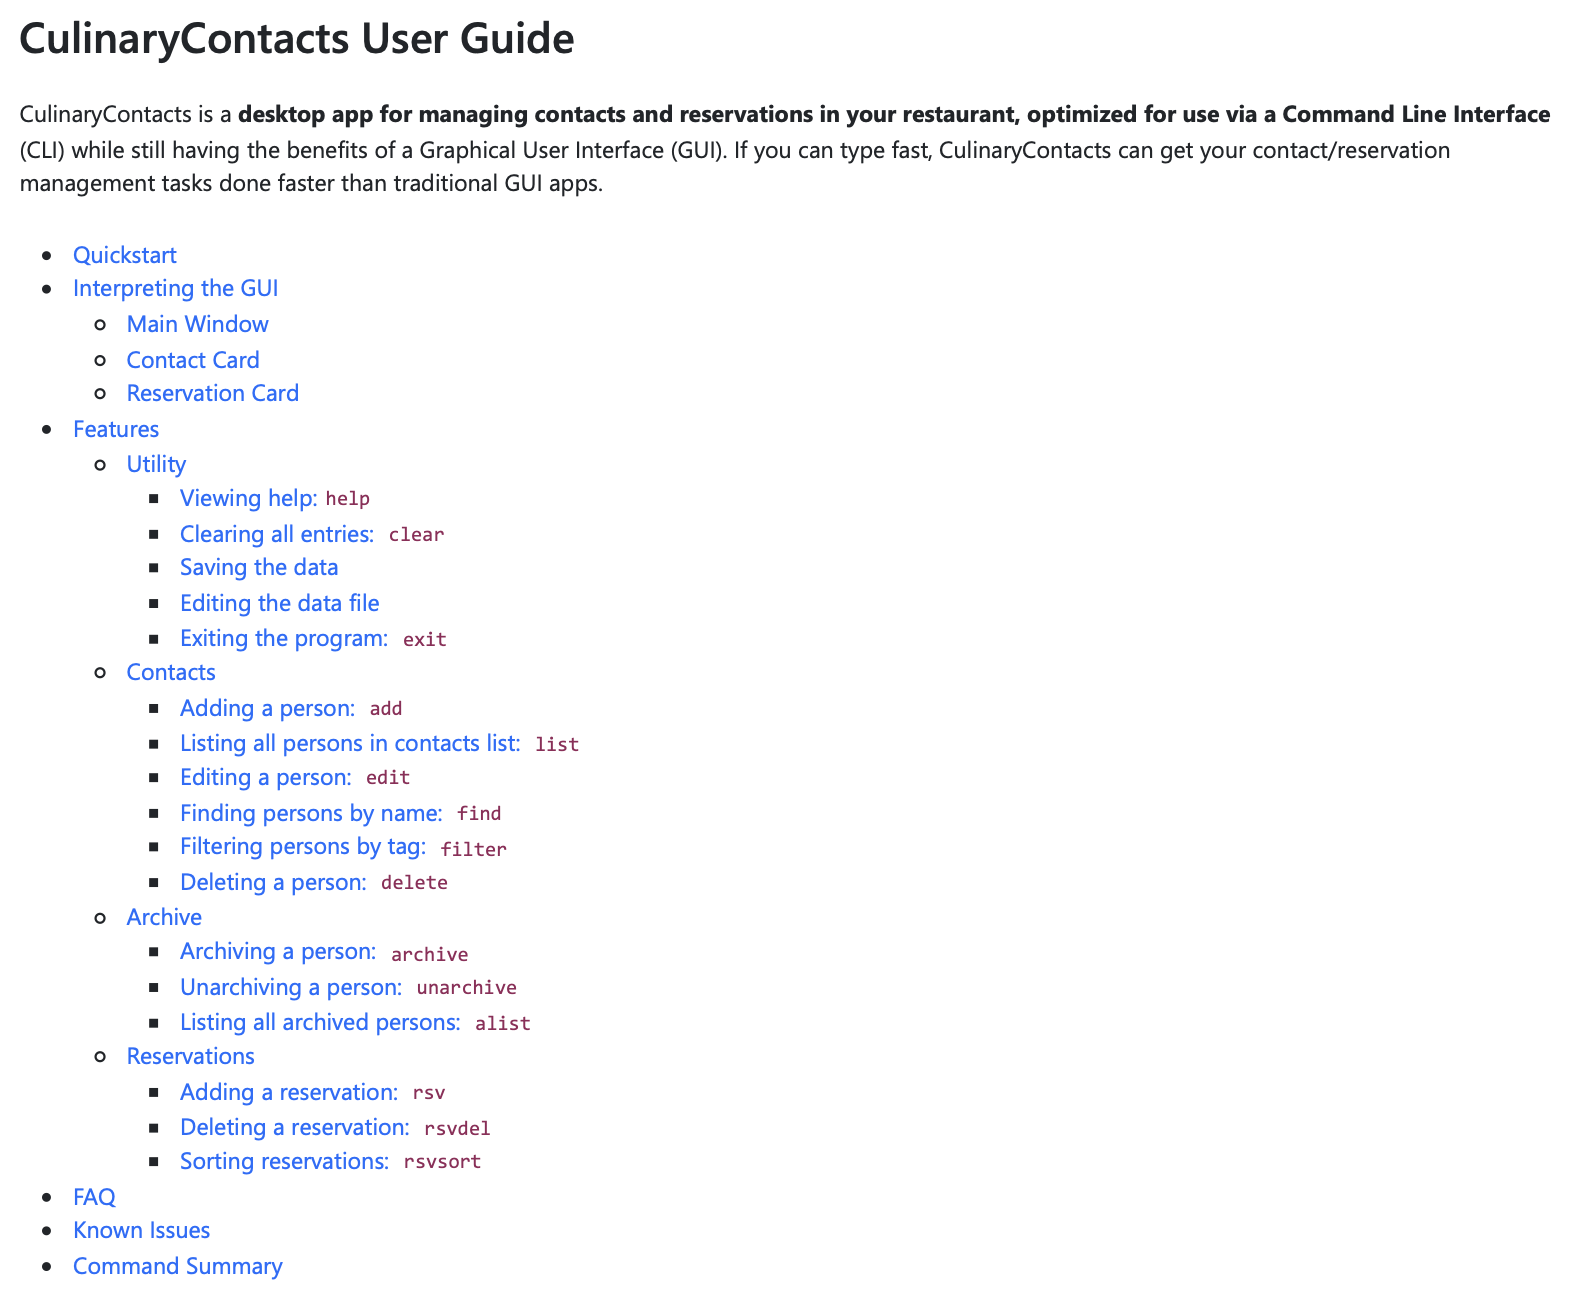 CulinaryContacts User Guide
CulinaryContacts is a desktop app for managing contacts and reservations in your restaurant, optimized for use via a Command Line Interface
(CLI) while still having the benefits of a Graphical User Interface (GUI). If you can type fast, CulinaryContacts can get your contact/reservation
management tasks done faster than traditional GUI apps.
Quickstart
Interpreting the GUI
Main Window
Contact Card
Reservation Card
Features
Utility
Viewing help: help
Clearing all entries: clear
Saving the data
Editing the data file
Exiting the program: exit
Contacts
Adding a person: add
Listing all persons in contacts list: list
Editing a person: edit
Finding persons by name: find
Filtering persons by tag: filter
Deleting a person: delete
Archive
Archiving a person: archive
Unarchiving a person: unarchive
Listing all archived persons: alist
Reservations
Adding a reservation: rsv
Deleting a reservation: rsvdel
Sorting reservations: rsvsort
FAQ
Known Issues
Command Summary